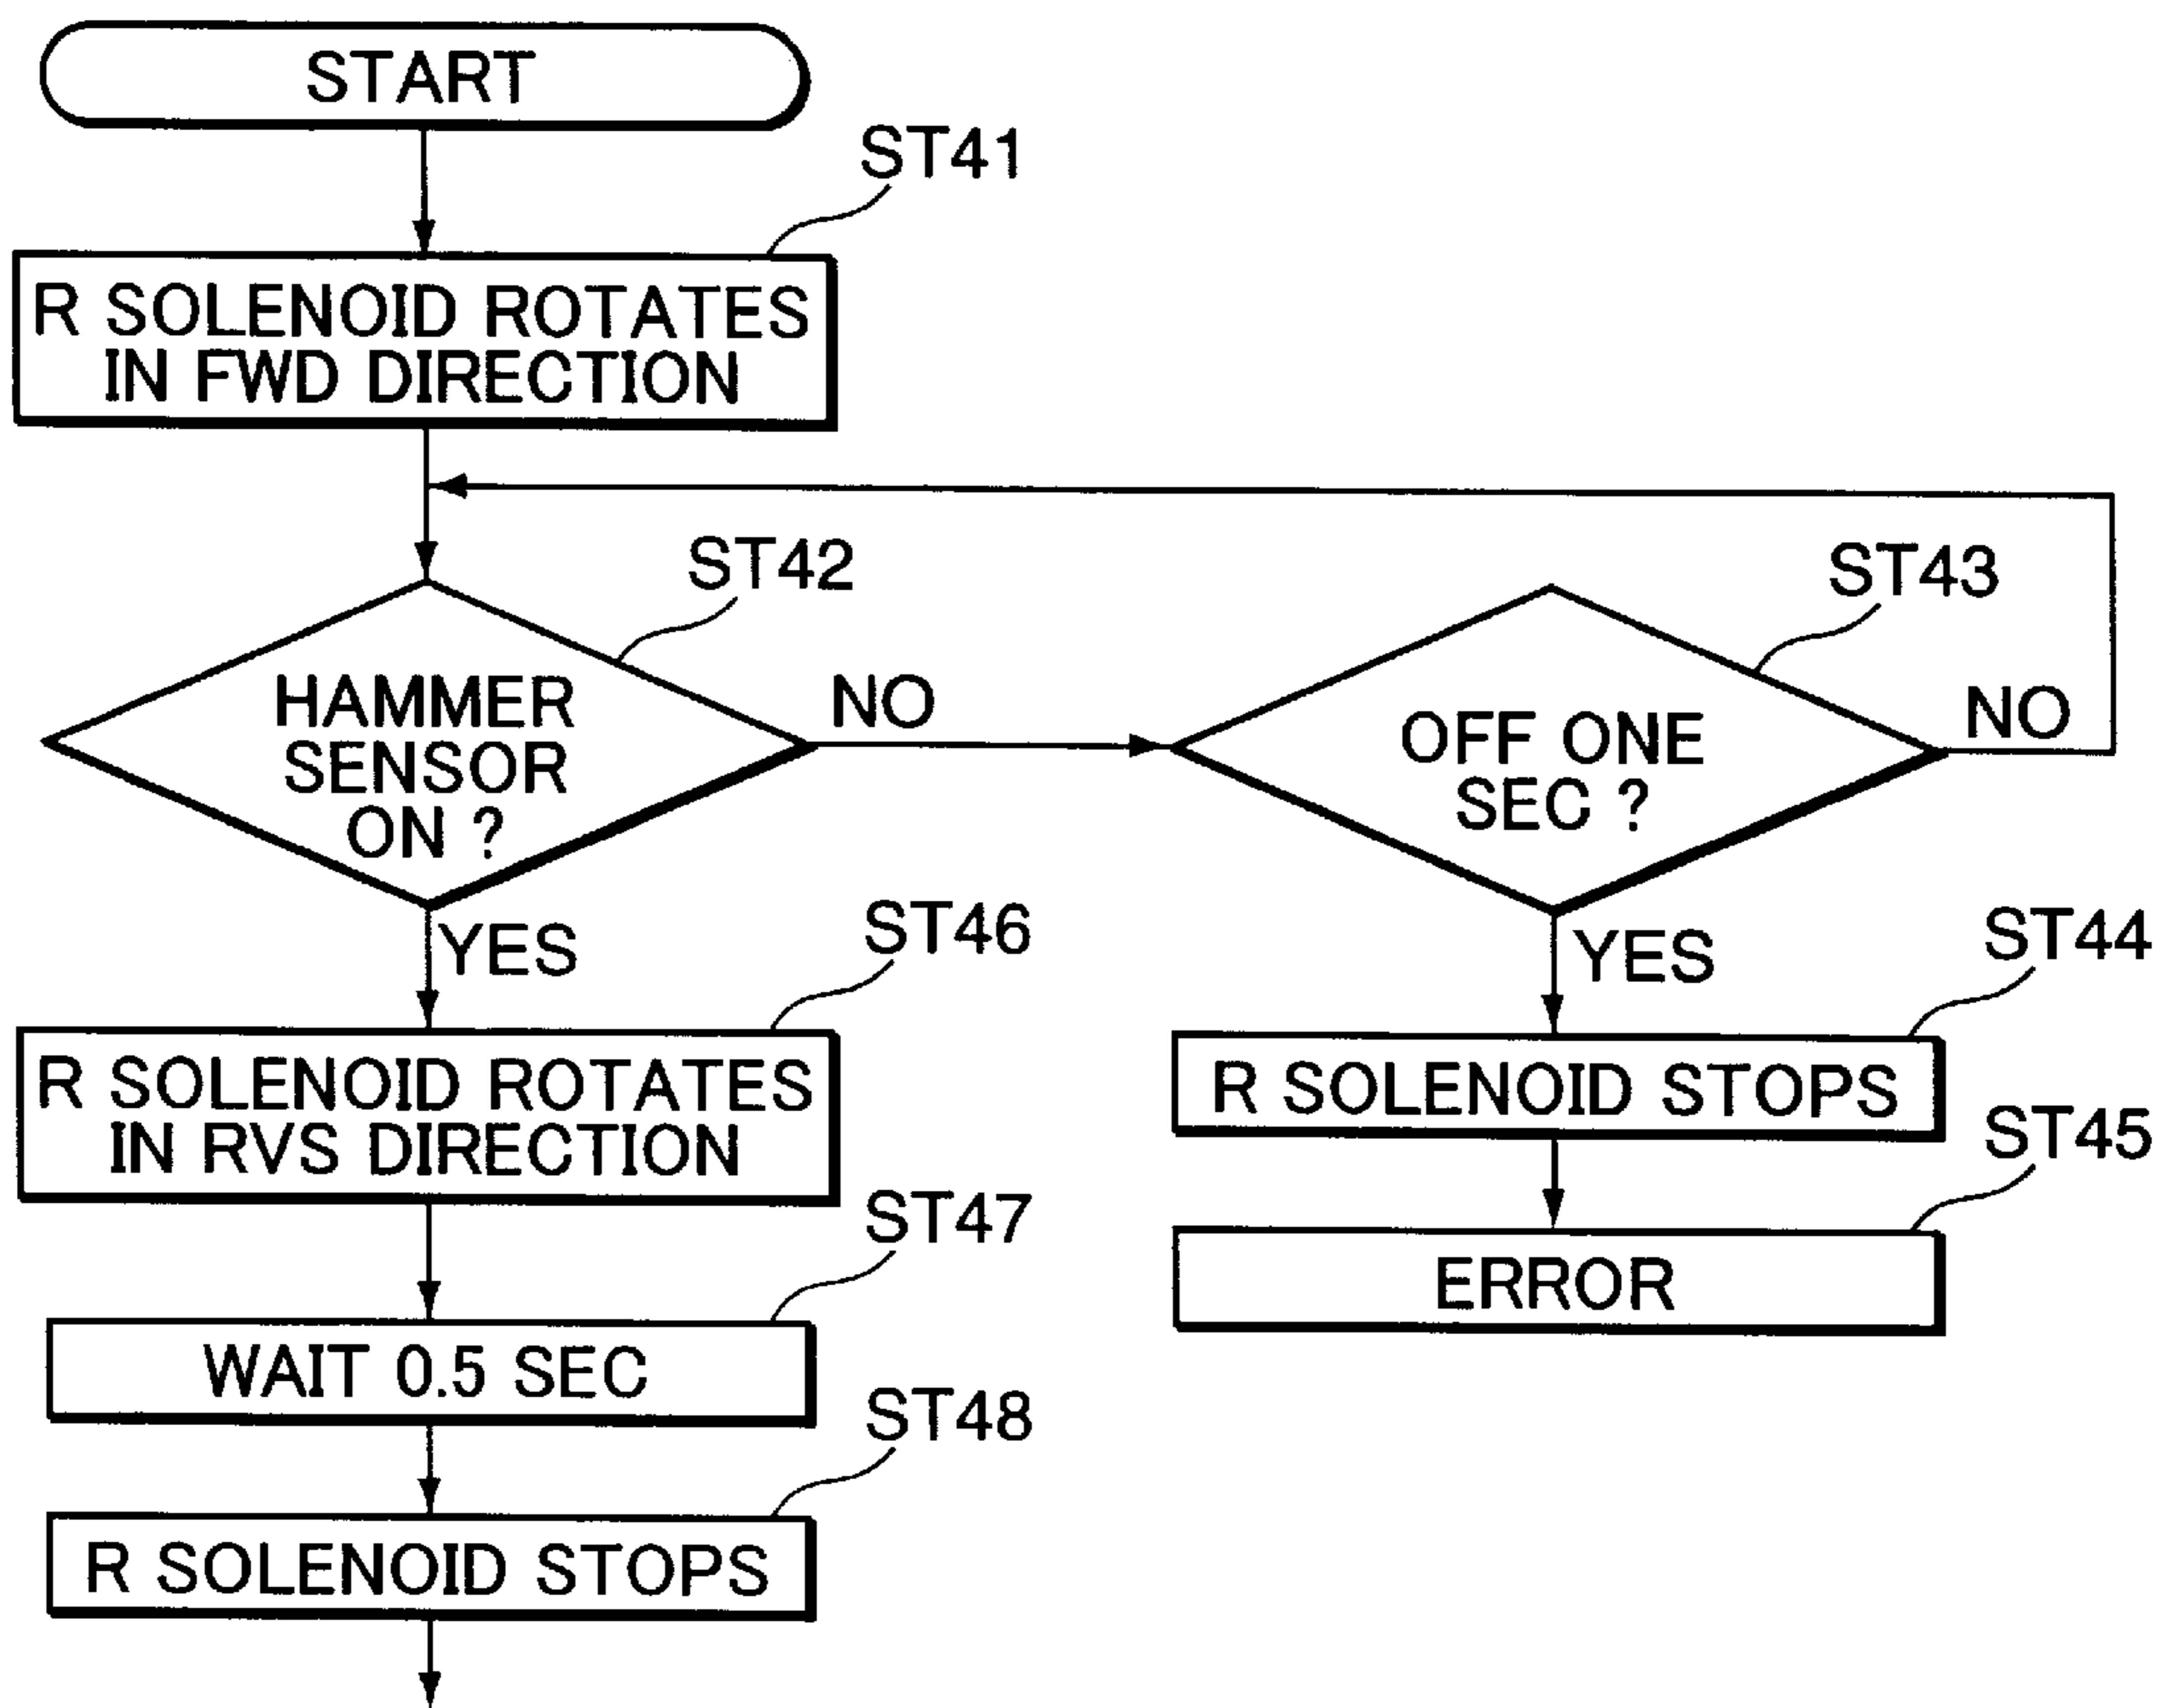 START
ST41
R SOLENOID ROTATES
IN FWD DIRECTION
ST42
HAMMER
SENSOR
ON ?
NO
ST43
OFF ONE
SEC ?
NO
YES
ST44
R SOLENOID STOPS
ST45
ERROR
YES
ST46
R SOLENOID ROTATES
IN RVS DIRECTION
ST47
WAIT 0.5 SEC
ST48
R SOLENOID STOPS